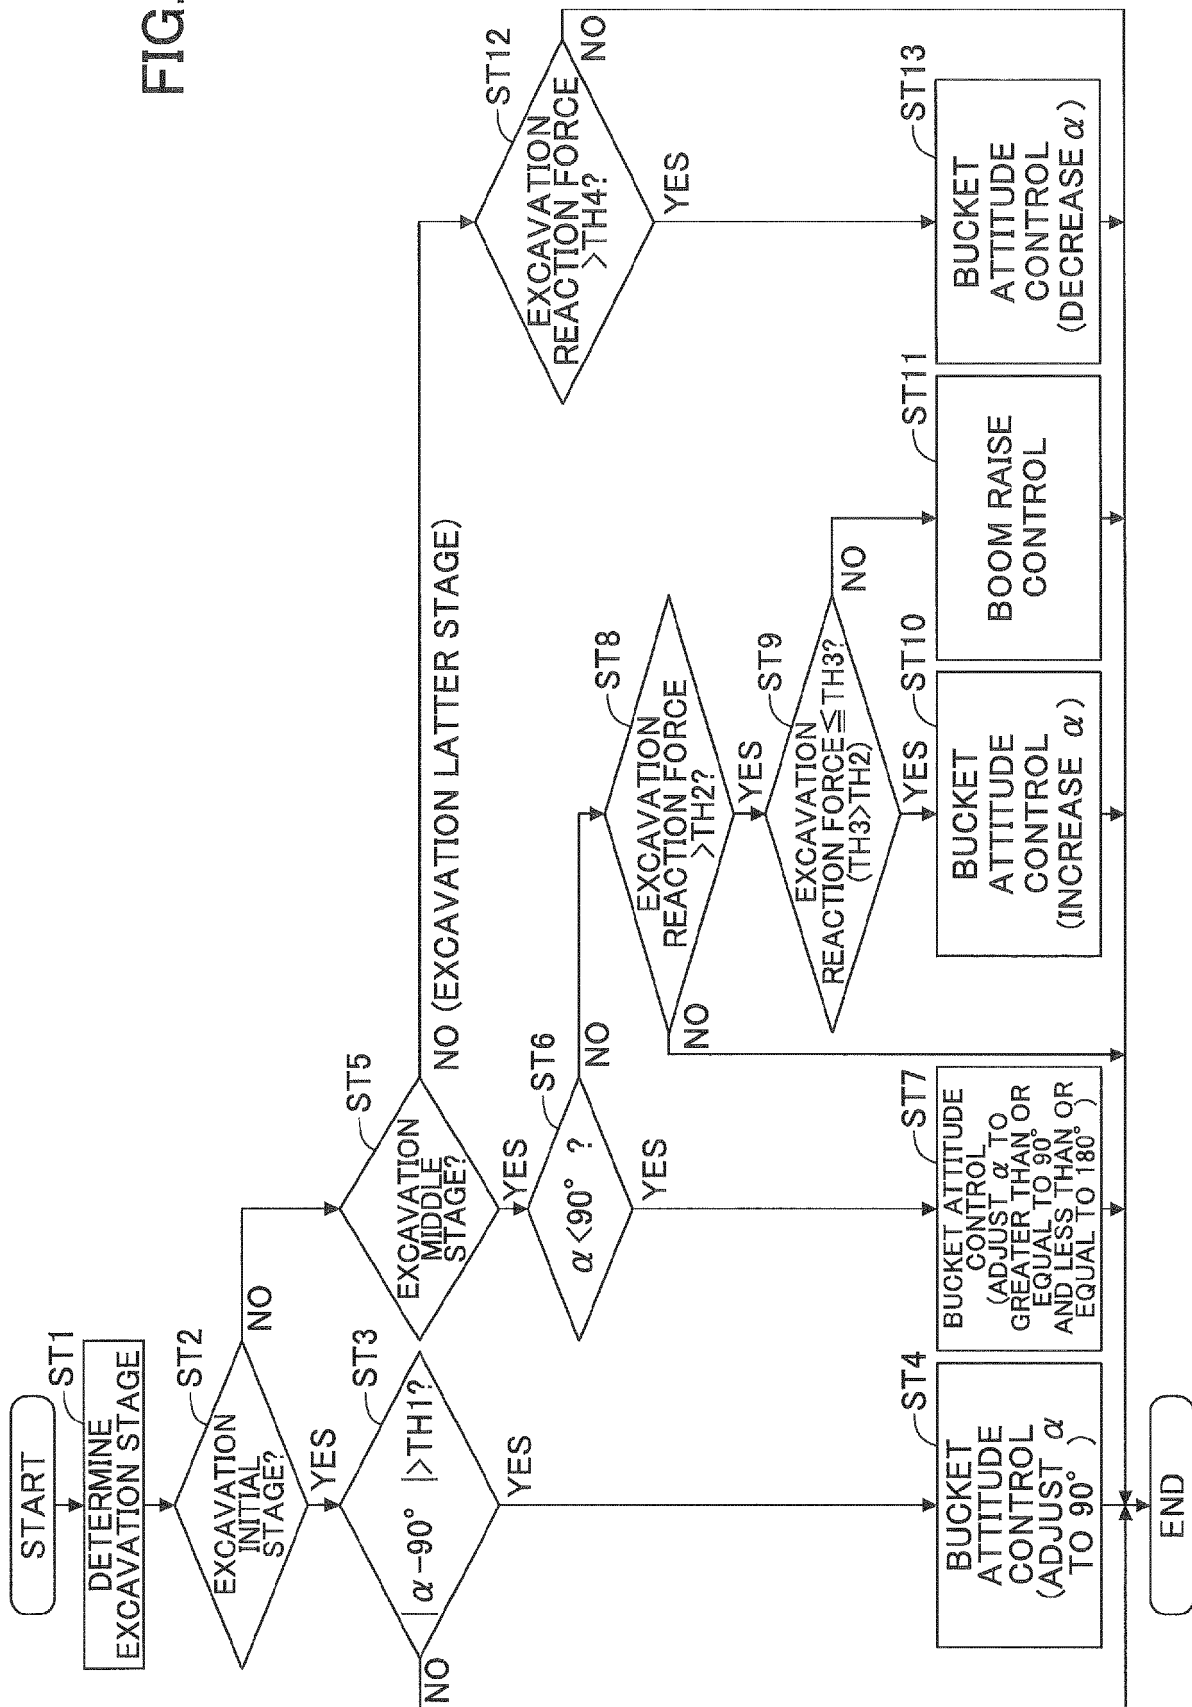 FIG.
START
DETERMINE
EXCAVATION STAGE
ST1
EXCAVATION
INITIAL
STAGE?
ST2
YES
NO
|α-90° |>TH1?
ST3
NO
YES
BUCKET
ATTITUDE
CONTROL
(ADJUST α
TO 90° )
ST4
EXCAVATION
MIDDLE
STAGE?
ST5
YES
NO (EXCAVATION LATTER STAGE)
α<90° ?
ST6
YES
NO
BUCKET ATTITUDE
CONTROL
(ADJUST α TO
GREATER THAN OR
EQUAL TO 90°
AND LESS THAN OR
EQUAL TO 180° )
ST7
EXCAVATION
REACTION FORCE
>TH2?
ST8
NO
YES
EXCAVATION
REACTION FORCE≦TH3?
(TH3>TH2)
ST9
YES
NO
BUCKET
ATTITUDE
CONTROL
(INCREASE α)
ST10
BOOM RAISE
CONTROL
ST11
EXCAVATION
REACTION FORCE
>TH4?
ST12
YES
NO
BUCKET
ATTITUDE
CONTROL
(DECREASE α)
ST13
END